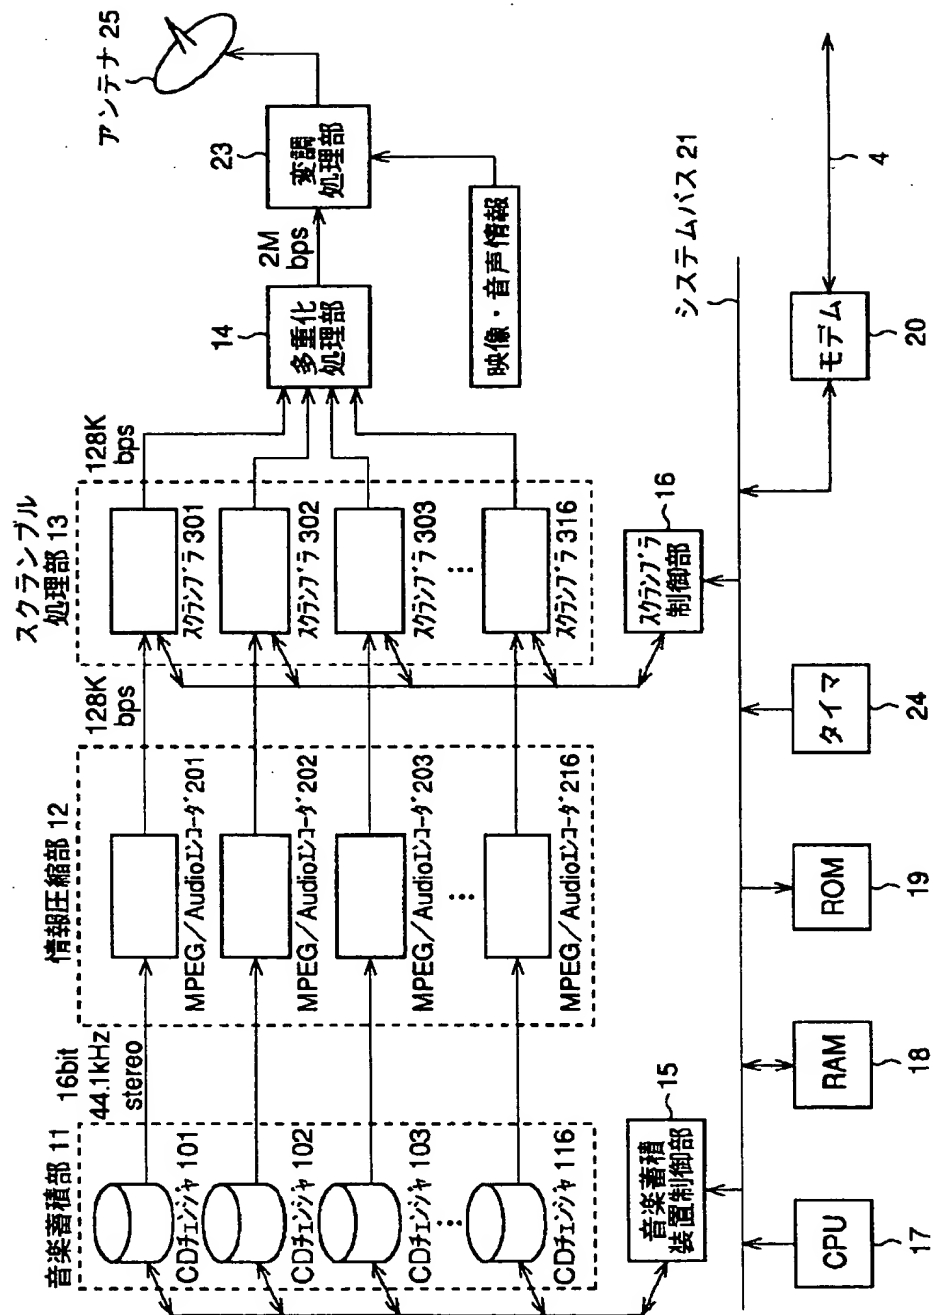 音楽蓄積部 11
CDチェンジャ 101
CDチェンジャ 102
CDチェンジャ 103
CDチェンジャ 116
16bit
44.1kHz
stereo
情報圧縮部 12
MPEG/Audioエンコーダ 201
MPEG/Audioエンコーダ 202
MPEG/Audioエンコーダ 203
MPEG/Audioエンコーダ 216
128K
bps
スクランブル
処理部 13
スクランブラ 301
スクランブラ 302
スクランブラ 303
スクランブラ 316
128K
bps
14
多重化
処理部
2M
bps
23
変調
処理部
アンテナ 25
映像・音声情報
音楽蓄積
装置制御部
15
スクランブラ
制御部
16
システムバス 21
CPU
17
RAM
18
ROM
19
タイマ
24
モデム
20
4